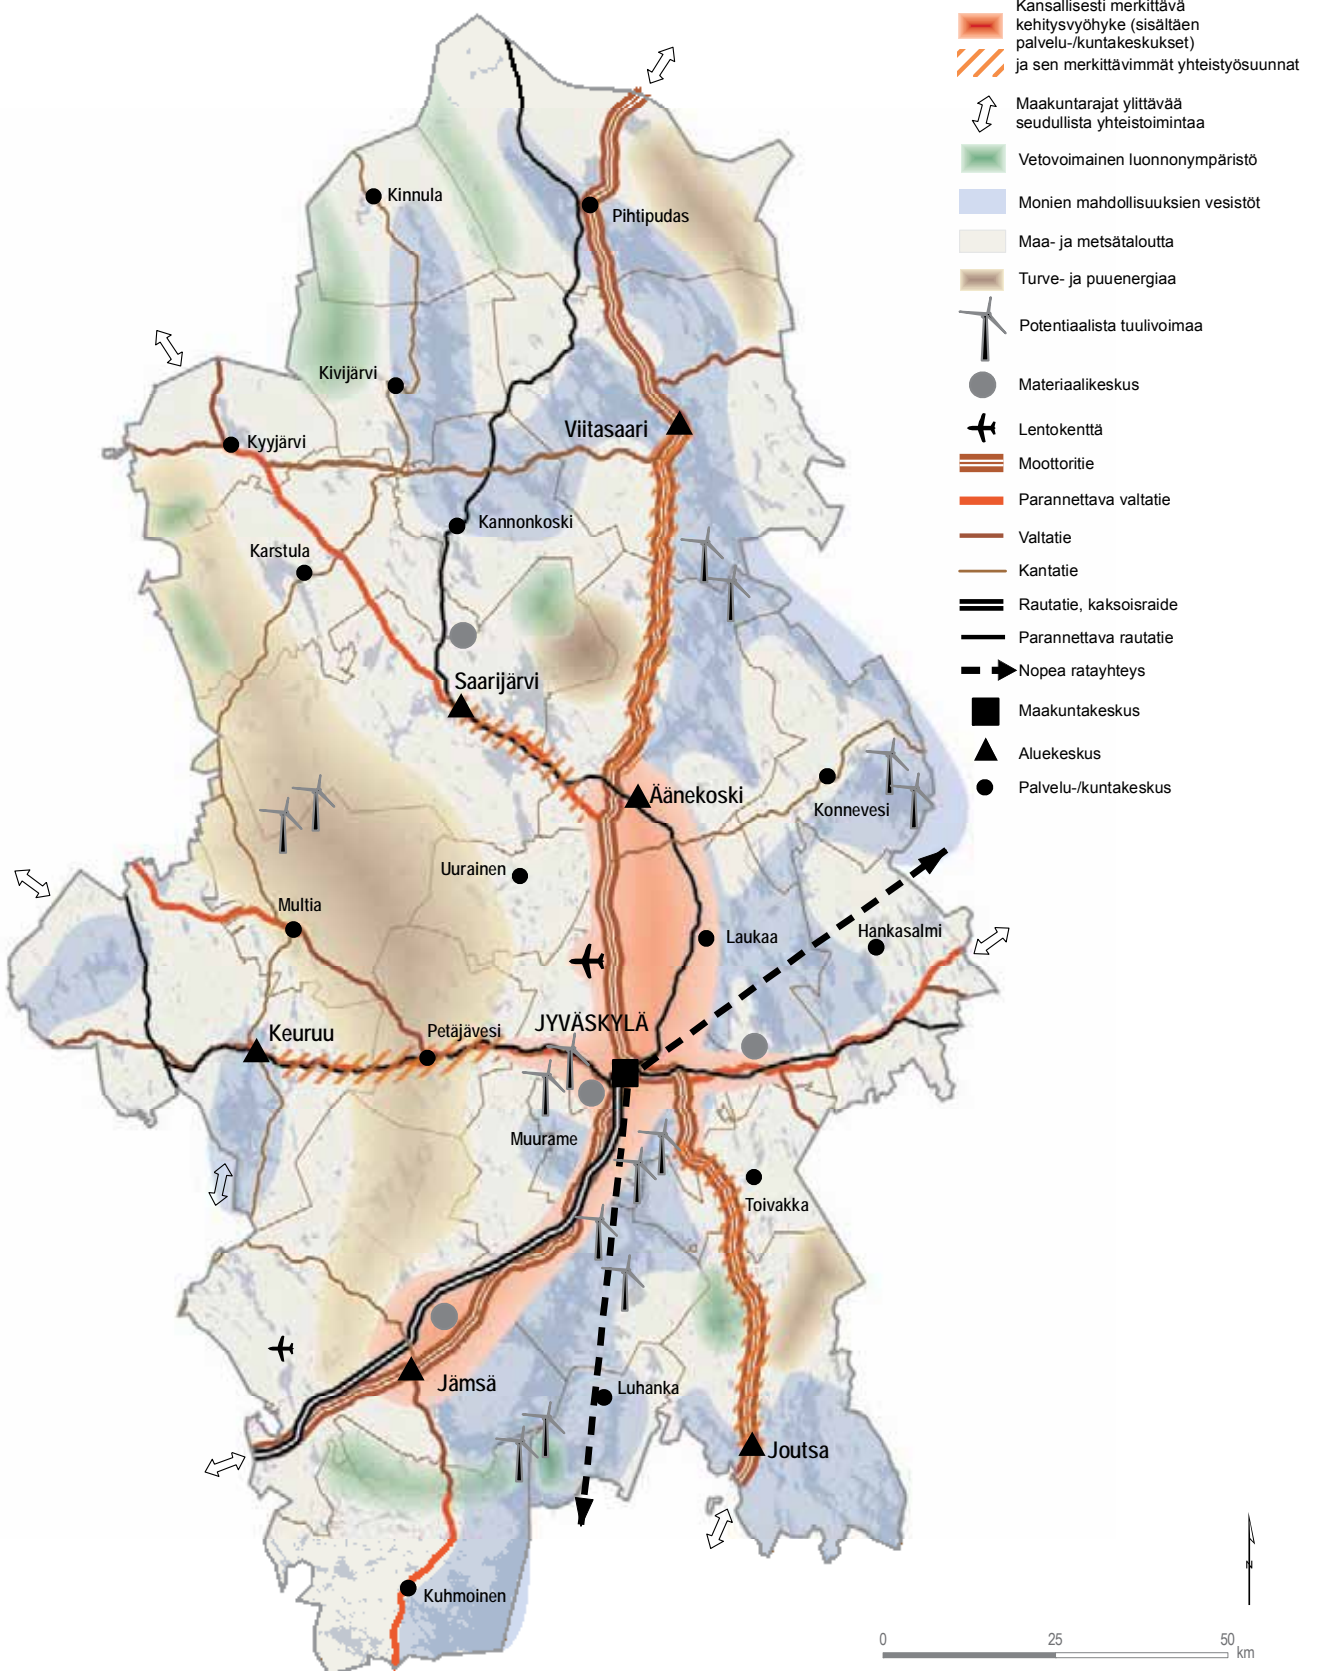 Kansallisesti merkittävä
kehitysvyöhyke (sisältäen
palvelu-/kuntakeskukset)
ja sen merkittävimmät yhteistyösuunnat
Maakuntarajat ylittävää
seudullista yhteistoimintaa
Vetovoimainen luonnonympäristö
Monien mahdollisuuksien vesistöt
Maa- ja metsätaloutta
Turve- ja puuenergiaa
Potentiaalista tuulivoimaa
Materiaalikeskus
Lentokenttä
Moottoritie
Parannettava valtatie
Valtatie
Kantatie
Rautatie, kaksoisraide
Parannettava rautatie
Nopea ratayhteys
Maakuntakeskus
Aluekeskus
Palvelu-/kuntakeskus
Kinnula
Pihtipudas
Kivijärvi
Viitasaari
Kyyjärvi
Kannonkoski
Karstula
Saarijärvi
Äänekoski
Konnevesi
Uurainen
Multia
Laukaa
Hankasalmi
JYVÄSKYLÄ
Keuruu
Petäjävesi
Muurame
Toivakka
Jämsä
Luhanka
Joutsa
Kuhmoinen
N
0 25 50
km